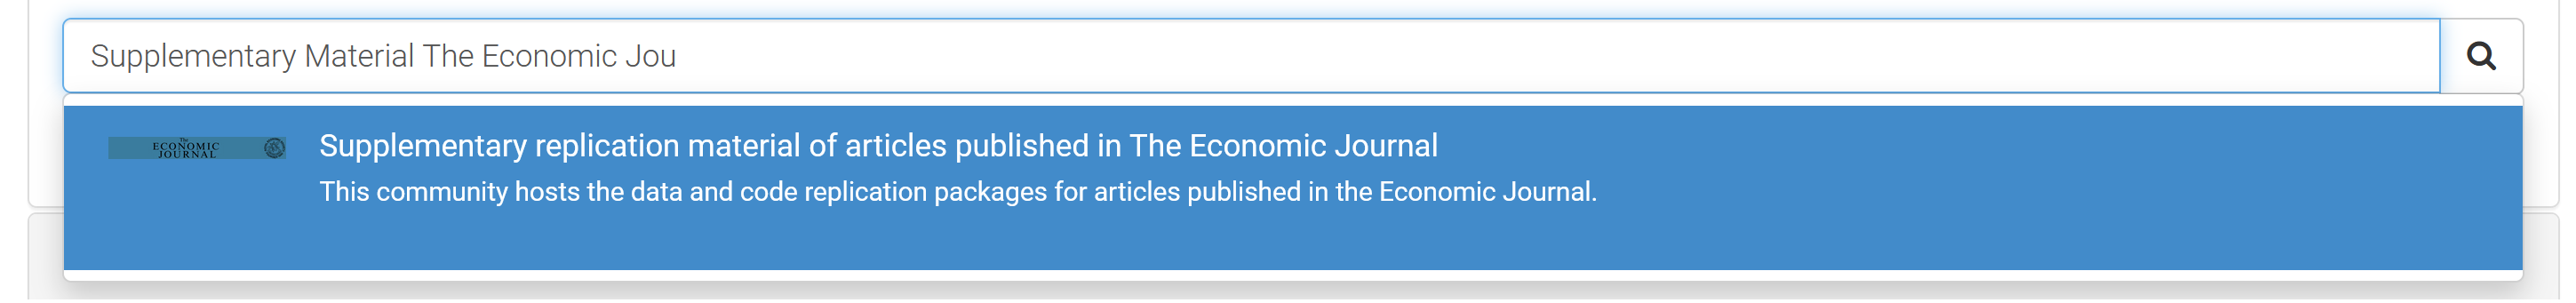 Supplementary Material The Economic Jou
The
ECONOMIC
JOURNAL
Supplementary replication material of articles published in The Economic Journal
This community hosts the data and code replication packages for articles published in the Economic Journal.